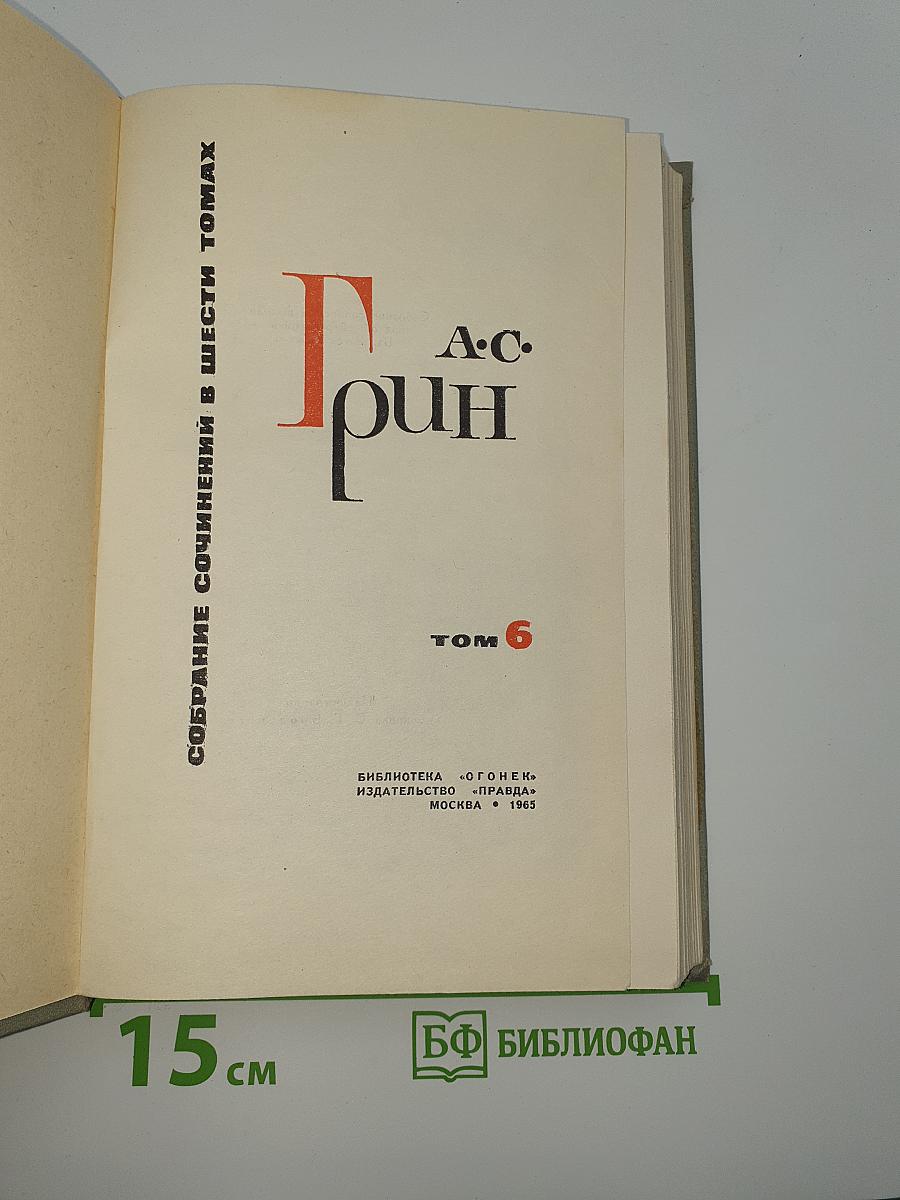 СОБРАНИЕ СОЧИНЕНИЙ В ШЕСТИ ТОМАХ
А·С·
Грин
ТОМ 6
БИБЛИОТЕКА «ОГОНЕК»
ИЗДАТЕЛЬСТВО «ПРАВДА»
МОСКВА • 1965
15 см
БФ БИБЛИОФАН